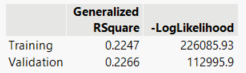 Generalized
RSquare -LogLikelihood
Training 0.2247 226085.93
Validation 0.2266 112995.9